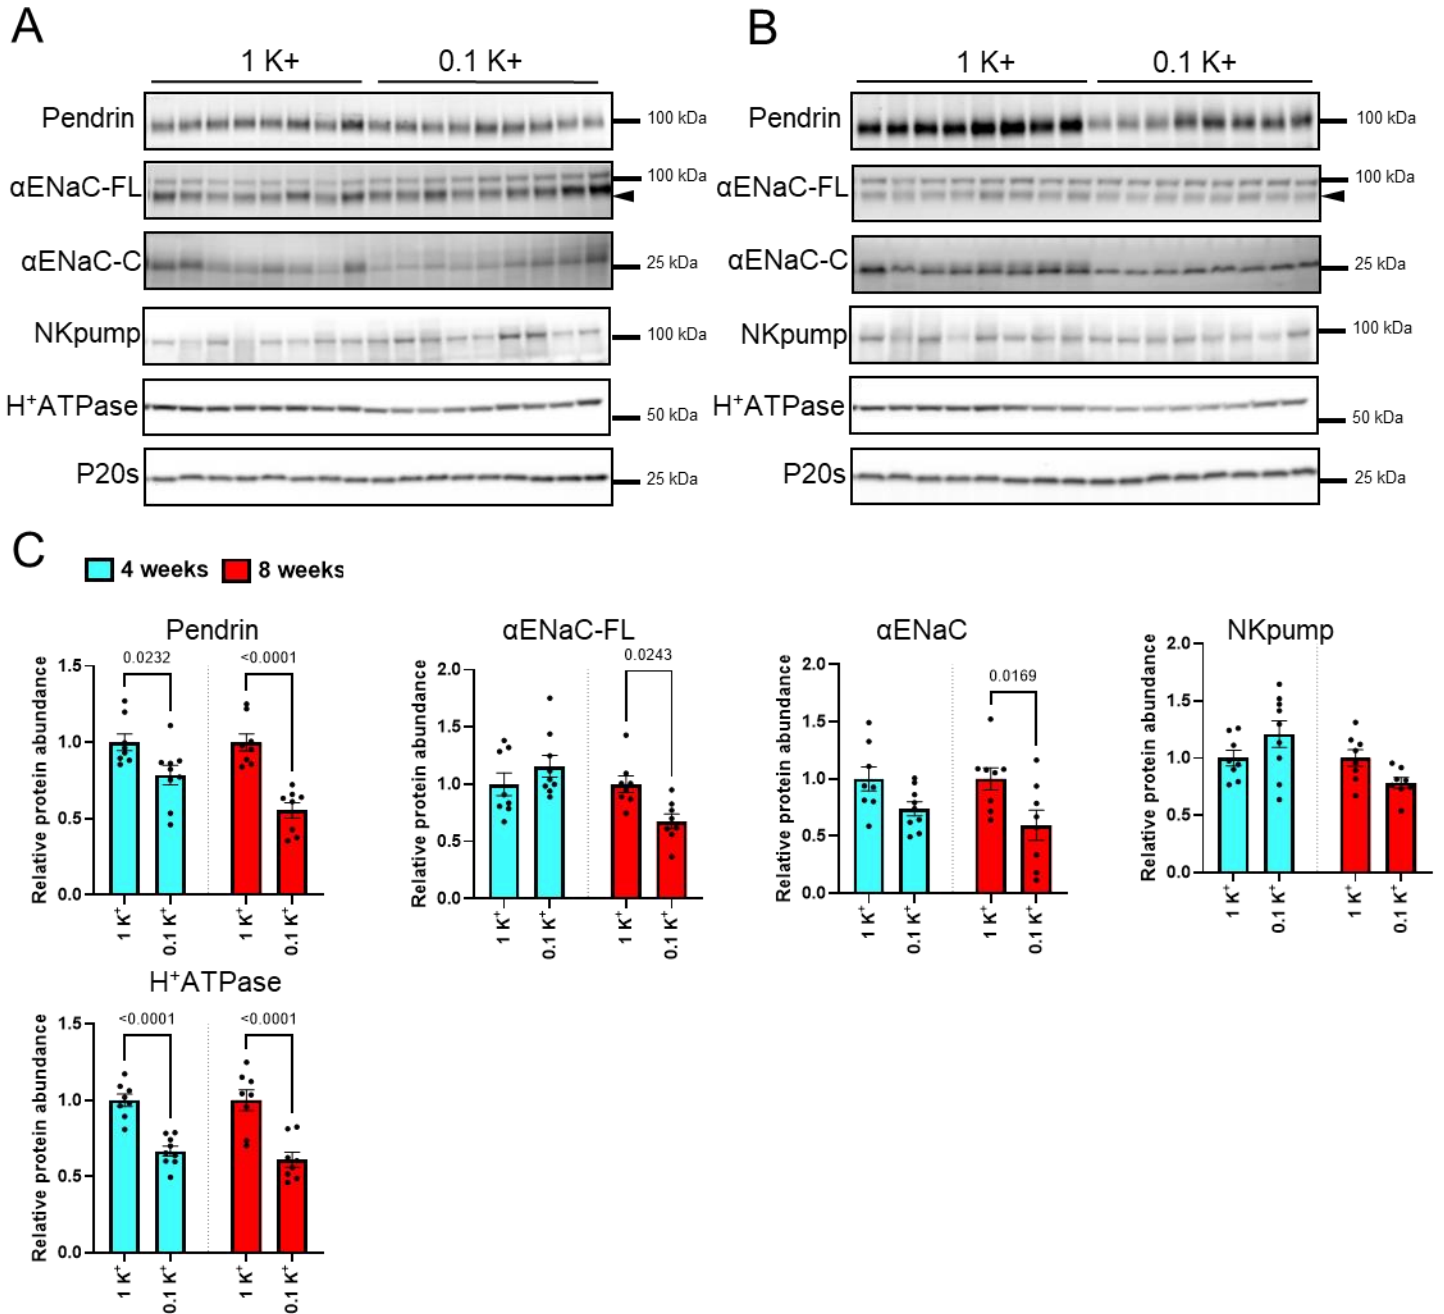 A
B
1 K+ 0.1 K+
1 K+ 0.1 K+
Pendrin 100 kDa
Pendrin 100 kDa
αENaC-FL 100 kDa
αENaC-FL 100 kDa
αENaC-C 25 kDa
αENaC-C 25 kDa
NKpump 100 kDa
NKpump 100 kDa
H⁺ATPase 50 kDa
H⁺ATPase 50 kDa
P20s 25 kDa
P20s 25 kDa
C
4 weeks 8 weeks
Pendrin
Relative protein abundance
1.5
1.0
0.5
0.0
0.0232 <0.0001
1 K⁺ 0.1 K⁺ 1 K⁺ 0.1 K⁺
αENaC-FL
Relative protein abundance
2.0
1.5
1.0
0.5
0.0
0.0243
1 K⁺ 0.1 K⁺ 1 K⁺ 0.1 K⁺
αENaC
Relative protein abundance
2.0
1.5
1.0
0.5
0.0
0.0169
1 K⁺ 0.1 K⁺ 1 K⁺ 0.1 K⁺
NKpump
Relative protein abundance
2.0
1.5
1.0
0.5
0.0
1 K⁺ 0.1 K⁺ 1 K⁺ 0.1 K⁺
H⁺ATPase
Relative protein abundance
1.5
1.0
0.5
0.0
<0.0001 <0.0001
1 K⁺ 0.1 K⁺ 1 K⁺ 0.1 K⁺